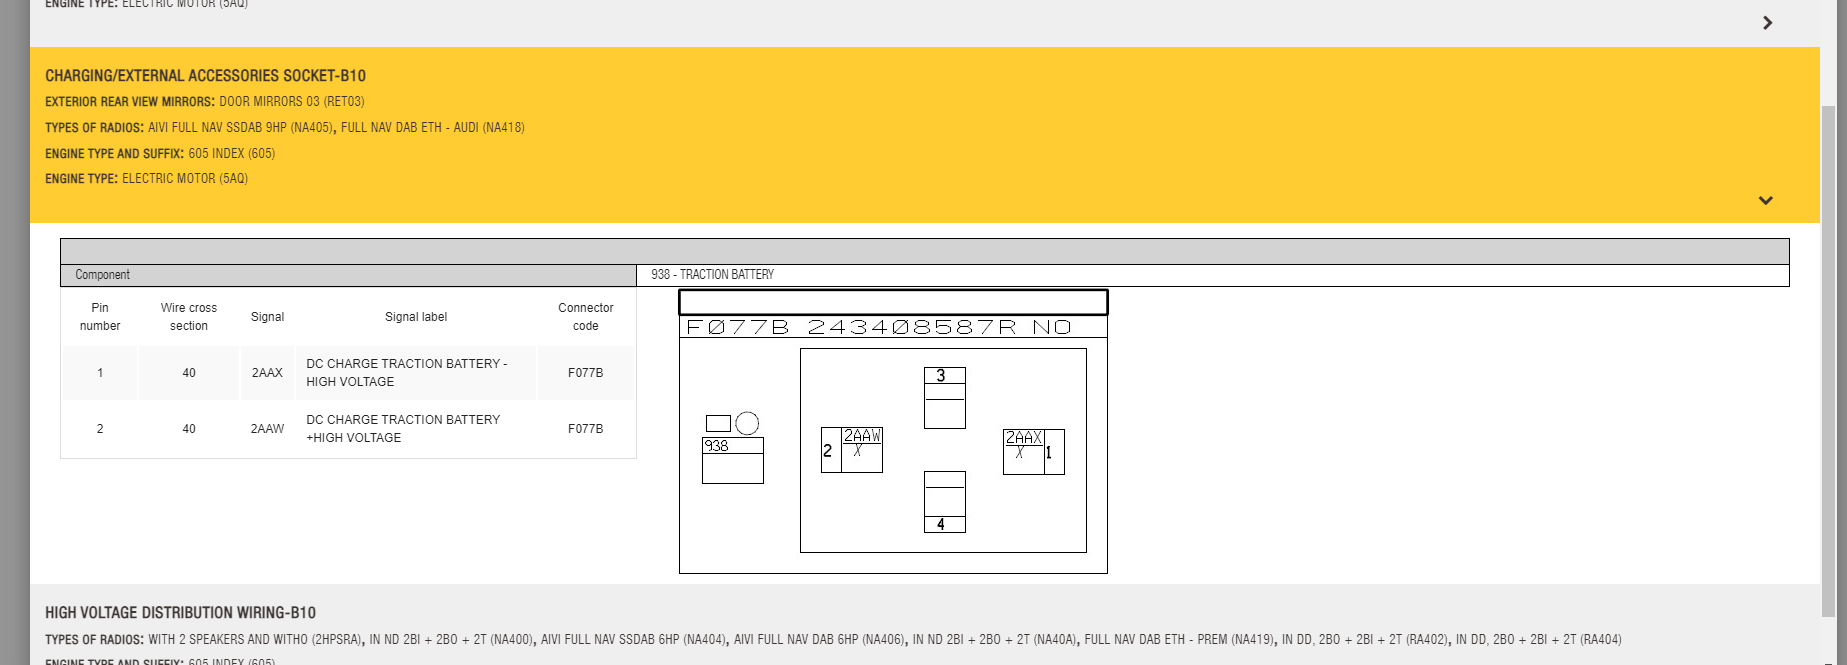 ENGINE TYPE: ELECTRIC MOTOR (5AQ)
CHARGING/EXTERNAL ACCESSORIES SOCKET-B10
EXTERIOR REAR VIEW MIRRORS: DOOR MIRRORS 03 (RET03)
TYPES OF RADIOS: AIVI FULL NAV SSDAB 9HP (NA405), FULL NAV DAB ETH - AUDI (NA418)
ENGINE TYPE AND SUFFIX: 605 INDEX (605)
ENGINE TYPE: ELECTRIC MOTOR (5AQ)
Component 938 - TRACTION BATTERY
Pin number Wire cross section Signal Signal label Connector code
1 40 2AAX DC CHARGE TRACTION BATTERY -
HIGH VOLTAGE F077B
2 40 2AAW DC CHARGE TRACTION BATTERY
+HIGH VOLTAGE F077B
F077B 243408587R NO
3
938
2 2AAW
X
2AAX 1
X
4
HIGH VOLTAGE DISTRIBUTION WIRING-B10
TYPES OF RADIOS: WITH 2 SPEAKERS AND WITHO (2HPSRA), IN ND 2BI + 2BO + 2T (NA400), AIVI FULL NAV SSDAB 6HP (NA404), AIVI FULL NAV DAB 6HP (NA406), IN ND 2BI + 2BO + 2T (NA40A), FULL NAV DAB ETH - PREM (NA419), IN DD, 2BO + 2BI + 2T (RA402), IN DD, 2BO + 2BI + 2T (RA404)
ENGINE TYPE AND SUFFIX: 605 INDEX (605)